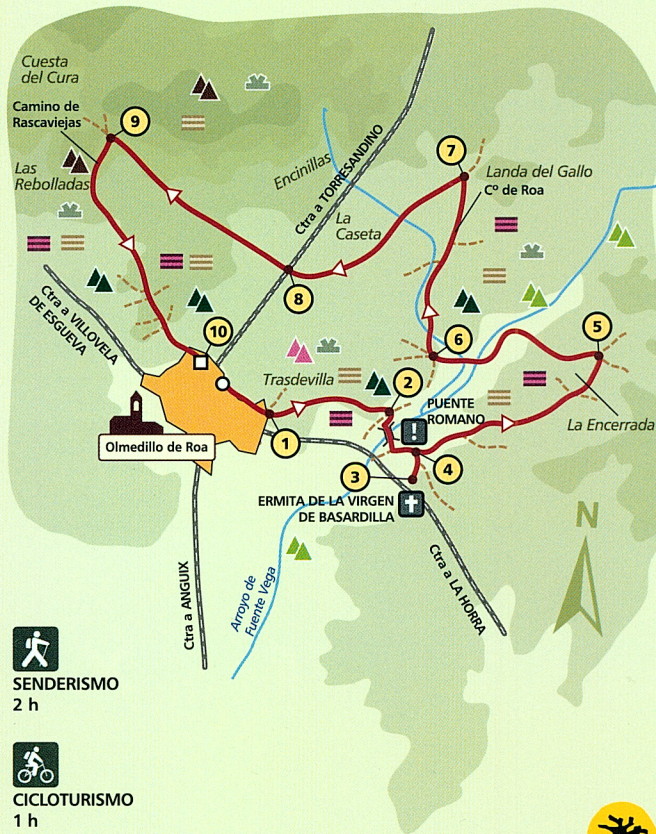 Cuesta
del Cura
Camino de
Rascaviejas
9
Las
Rebolladas
Encinillas
Ctra a TORRESANDINO
7
Landa del Gallo
Cº de Roa
La
Caseta
8
Ctra a VILLOVELA
DE ESGUEVA
10
6
5
Trasdevilla
2
PUENTE
ROMANO
!
La Encerrada
Olmedillo de Roa
1
3
4
ERMITA DE LA VIRGEN
DE BASARDILLA
N
Ctra a ANGUIX
Arroyo de
Fuente Vega
Ctra a LA HORRA
SENDERISMO
2 h
CICLOTURISMO
1 h